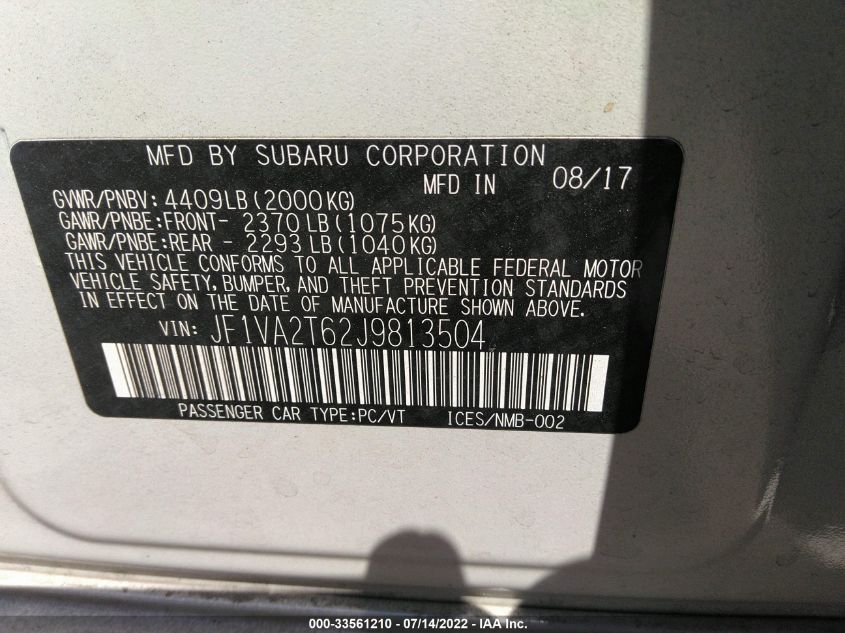 MFD BY SUBARU CORPORATION
MFD IN 08/17
GVWR/PNBV: 4409LB(2000KG)
GAWR/PNBE:FRONT- 2370LB(1075KG)
GAWR/PNBE:REAR - 2293LB(1040KG)
THIS VEHICLE CONFORMS TO ALL APPLICABLE FEDERAL MOTOR
VEHICLE SAFETY, BUMPER, AND THEFT PREVENTION STANDARDS
IN EFFECT ON THE DATE OF MANUFACTURE SHOWN ABOVE.
VIN: JF1VA2T62J9813504
PASSENGER CAR TYPE:PC/VT ICES/NMB-002
000-33561210 - 07/14/2022 - IAA Inc.